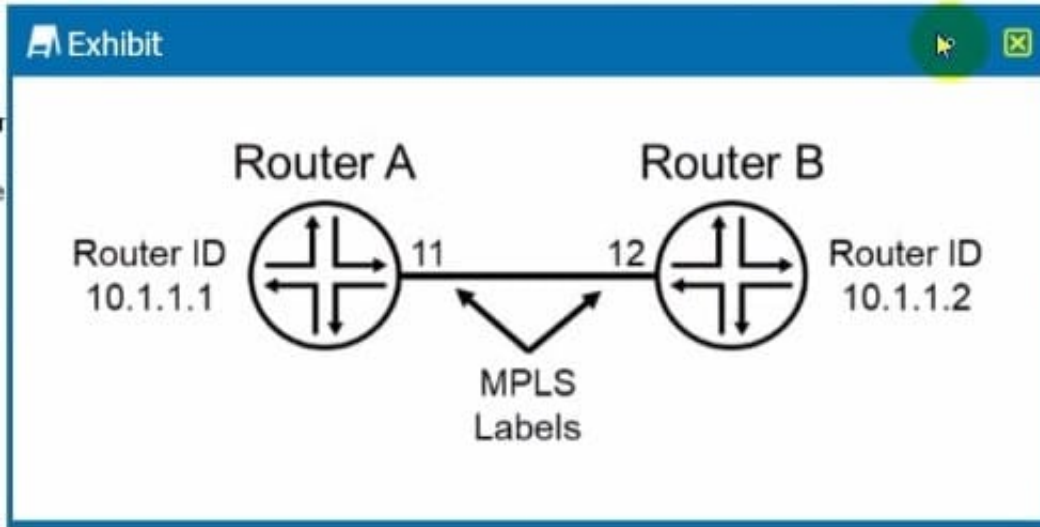 Exhibit
Router A
Router B
Router ID
10.1.1.1
11
12
Router ID
10.1.1.2
MPLS
Labels